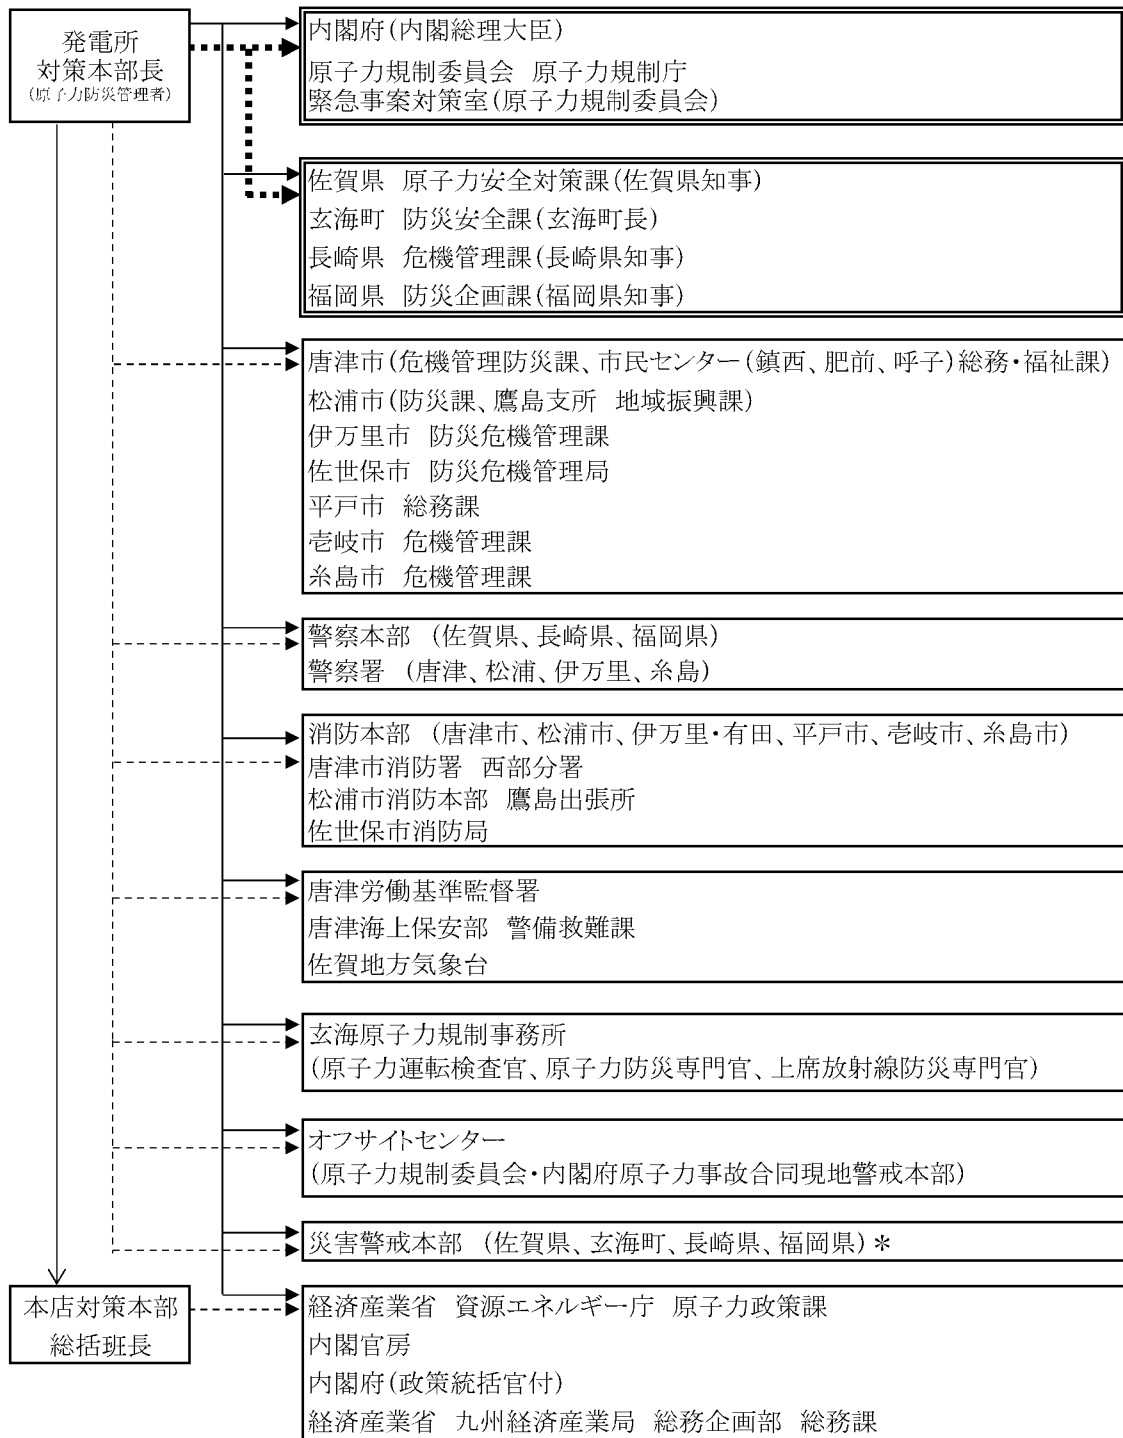 発電所
対策本部長
(原子力防災管理者)
内閣府(内閣総理大臣)
原子力規制委員会 原子力規制庁
緊急事案対策室(原子力規制委員会)
佐賀県 原子力安全対策課(佐賀県知事)
玄海町 防災安全課(玄海町長)
長崎県 危機管理課(長崎県知事)
福岡県 防災企画課(福岡県知事)
唐津市(危機管理防災課、市民センター(鎮西、肥前、呼子)総務・福祉課)
松浦市(防災課、鷹島支所 地域振興課)
伊万里市 防災危機管理課
佐世保市 防災危機管理局
平戸市 総務課
壱岐市 危機管理課
糸島市 危機管理課
警察本部 (佐賀県、長崎県、福岡県)
警察署 (唐津、松浦、伊万里、糸島)
消防本部 (唐津市、松浦市、伊万里・有田、平戸市、壱岐市、糸島市)
唐津市消防署 西部分署
松浦市消防本部 鷹島出張所
佐世保市消防局
唐津労働基準監督署
唐津海上保安部 警備救難課
佐賀地方気象台
玄海原子力規制事務所
(原子力運転検査官、原子力防災専門官、上席放射線防災専門官)
オフサイトセンター
(原子力規制委員会・内閣府原子力事故合同現地警戒本部)
災害警戒本部 (佐賀県、玄海町、長崎県、福岡県)＊
本店対策本部
総括班長
経済産業省 資源エネルギー庁 原子力政策課
内閣官房
内閣府(政策統括官付)
経済産業省 九州経済産業局 総務企画部 総務課